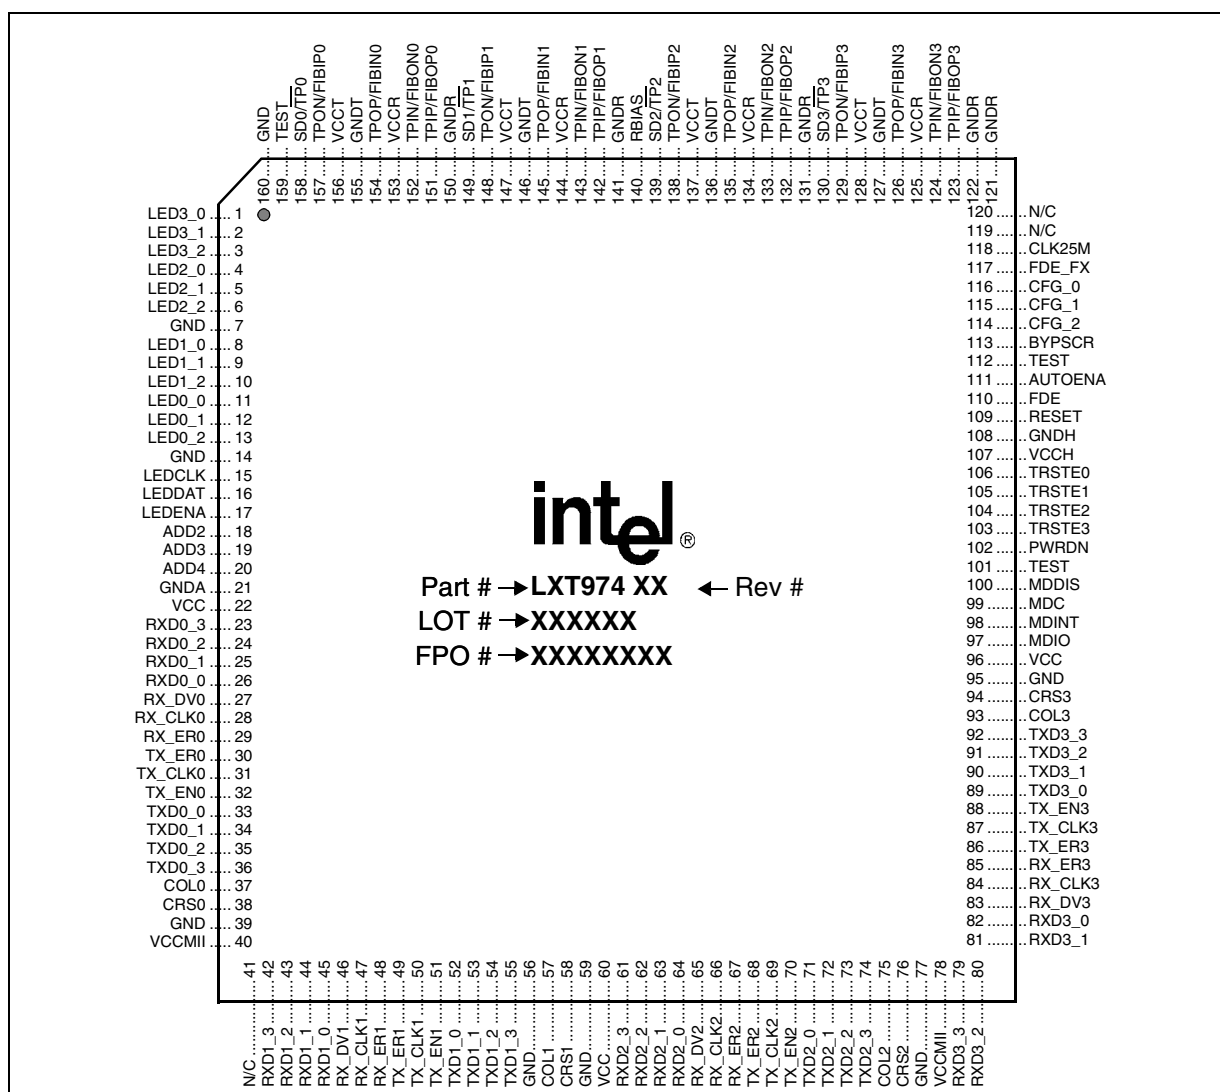 160 ..... GND
159 ..... TEST
158 ..... SD0/TP0
157 ..... TPON/FIBIP0
156 ..... VCCT
155 ..... GNDT
154 ..... TPOP/FIBIN0
153 ..... VCCR
152 ..... TPIN/FIBON0
151 ..... TPIP/FIBOP0
150 ..... GNDR
149 ..... SD1/TP1
148 ..... TPON/FIBIP1
147 ..... VCCT
146 ..... GNDT
145 ..... TPOP/FIBIN1
144 ..... VCCR
143 ..... TPIN/FIBON1
142 ..... TPIP/FIBOP1
141 ..... GNDR
140 ..... RBIAS
139 ..... SD2/TP2
138 ..... TPON/FIBIP2
137 ..... VCCT
136 ..... GNDT
135 ..... TPOP/FIBIN2
134 ..... VCCR
133 ..... TPIN/FIBON2
132 ..... TPIP/FIBOP2
131 ..... GNDR
130 ..... SD3/TP3
129 ..... TPON/FIBIP3
128 ..... VCCT
127 ..... GNDT
126 ..... TPOP/FIBIN3
125 ..... VCCR
124 ..... TPIN/FIBON3
123 ..... TPIP/FIBOP3
122 ..... GNDR
121 ..... GNDR
LED3_0 ..... 1
LED3_1 ..... 2
LED3_2 ..... 3
LED2_0 ..... 4
LED2_1 ..... 5
LED2_2 ..... 6
GND ..... 7
LED1_0 ..... 8
LED1_1 ..... 9
LED1_2 ..... 10
LED0_0 ..... 11
LED0_1 ..... 12
LED0_2 ..... 13
GND ..... 14
LEDCLK ..... 15
LEDDAT ..... 16
LEDENA ..... 17
ADD2 ..... 18
ADD3 ..... 19
ADD4 ..... 20
GNDA ..... 21
VCC ..... 22
RXD0_3 ..... 23
RXD0_2 ..... 24
RXD0_1 ..... 25
RXD0_0 ..... 26
RX_DV0 ..... 27
RX_CLK0 ..... 28
RX_ER0 ..... 29
TX_ER0 ..... 30
TX_CLK0 ..... 31
TX_EN0 ..... 32
TXD0_0 ..... 33
TXD0_1 ..... 34
TXD0_2 ..... 35
TXD0_3 ..... 36
COL0 ..... 37
CRS0 ..... 38
GND ..... 39
VCCMII ..... 40
intel®
Part # → LXT974 XX ← Rev #
LOT # → XXXXXX
FPO # → XXXXXXXX
120 ....... N/C
119 ....... N/C
118 ....... CLK25M
117 ....... FDE_FX
116 ....... CFG_0
115 ....... CFG_1
114 ....... CFG_2
113 ....... BYPSCR
112 ....... TEST
111 ....... AUTOENA
110 ....... FDE
109 ....... RESET
108 ....... GNDH
107 ....... VCCH
106 ....... TRSTE0
105 ....... TRSTE1
104 ....... TRSTE2
103 ....... TRSTE3
102 ....... PWRDN
101 ....... TEST
100 ....... MDDIS
99 ......... MDC
98 ......... MDINT
97 ......... MDIO
96 ......... VCC
95 ......... GND
94 ......... CRS3
93 ......... COL3
92 ......... TXD3_3
91 ......... TXD3_2
90 ......... TXD3_1
89 ......... TXD3_0
88 ......... TX_EN3
87 ......... TX_CLK3
86 ......... TX_ER3
85 ......... RX_ER3
84 ......... RX_CLK3
83 ......... RX_DV3
82 ......... RXD3_0
81 ......... RXD3_1
N/C ......... 41
RXD1_3 ......... 42
RXD1_2 ......... 43
RXD1_1 ......... 44
RXD1_0 ......... 45
RX_DV1 ......... 46
RX_CLK1 ......... 47
RX_ER1 ......... 48
TX_ER1 ......... 49
TX_CLK1 ......... 50
TX_EN1 ......... 51
TXD1_0 ......... 52
TXD1_1 ......... 53
TXD1_2 ......... 54
TXD1_3 ......... 55
GND ......... 56
COL1 ......... 57
CRS1 ......... 58
GND ......... 59
VCC ......... 60
RXD2_3 ......... 61
RXD2_2 ......... 62
RXD2_1 ......... 63
RXD2_0 ......... 64
RX_DV2 ......... 65
RX_CLK2 ......... 66
RX_ER2 ......... 67
TX_ER2 ......... 68
TX_CLK2 ......... 69
TX_EN2 ......... 70
TXD2_0 ......... 71
TXD2_1 ......... 72
TXD2_2 ......... 73
TXD2_3 ......... 74
COL2 ......... 75
CRS2 ......... 76
GND ......... 77
VCCMII ......... 78
RXD3_3 ......... 79
RXD3_2 ......... 80